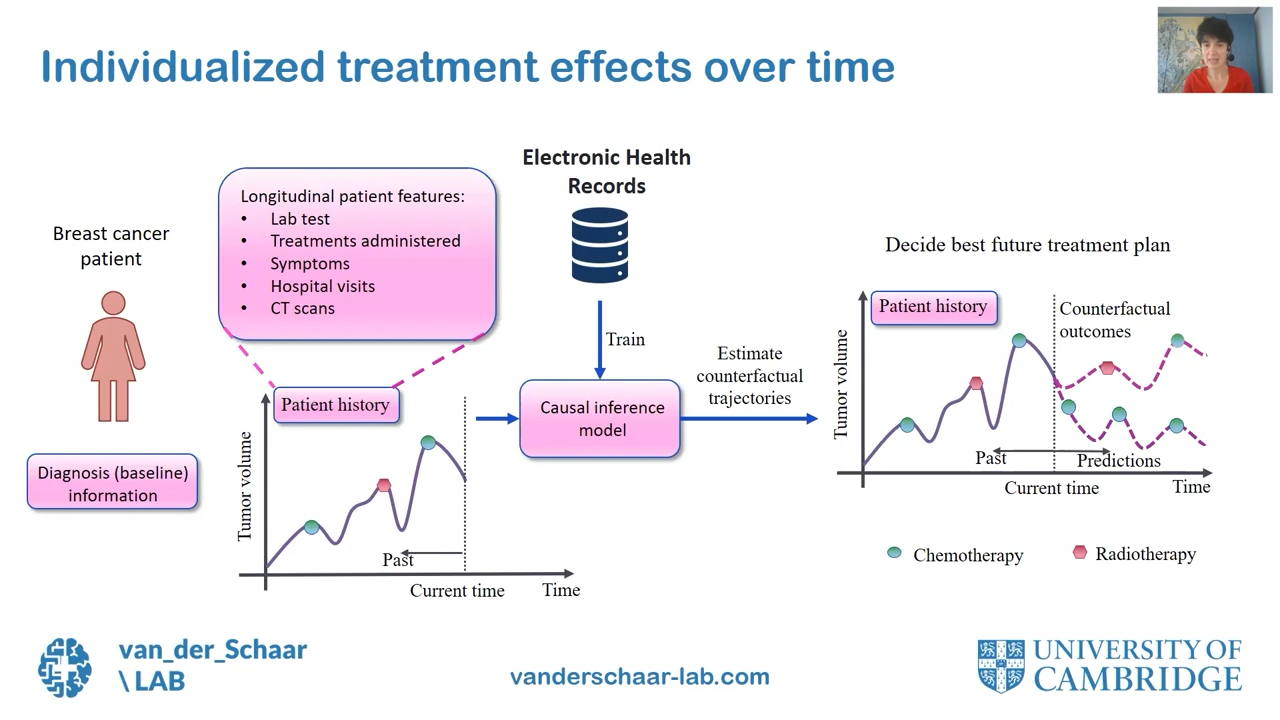 Individualized treatment effects over time
Breast cancer
patient
Diagnosis (baseline)
information
Longitudinal patient features:
• Lab test
• Treatments administered
• Symptoms
• Hospital visits
• CT scans
Patient history
Tumor volume
Past
Current time
Time
Electronic Health
Records
Train
Causal inference
model
Estimate
counterfactual
trajectories
Decide best future treatment plan
Patient history
Counterfactual
outcomes
Tumor volume
Past
Predictions
Current time
Time
Chemotherapy
Radiotherapy
van_der_Schaar
\ LAB
vanderschaar-lab.com
UNIVERSITY OF
CAMBRIDGE